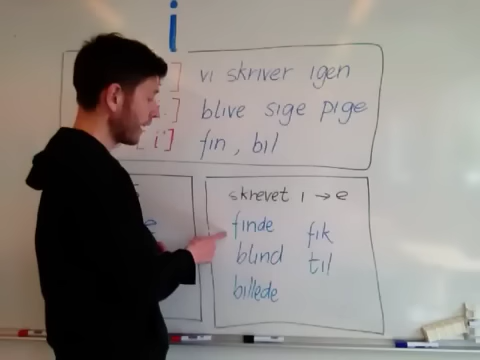 i
] vi skriver igen
] blive sige pige
[ i ] fin , bil
skrevet i → e
e
finde fik
blind til
billede